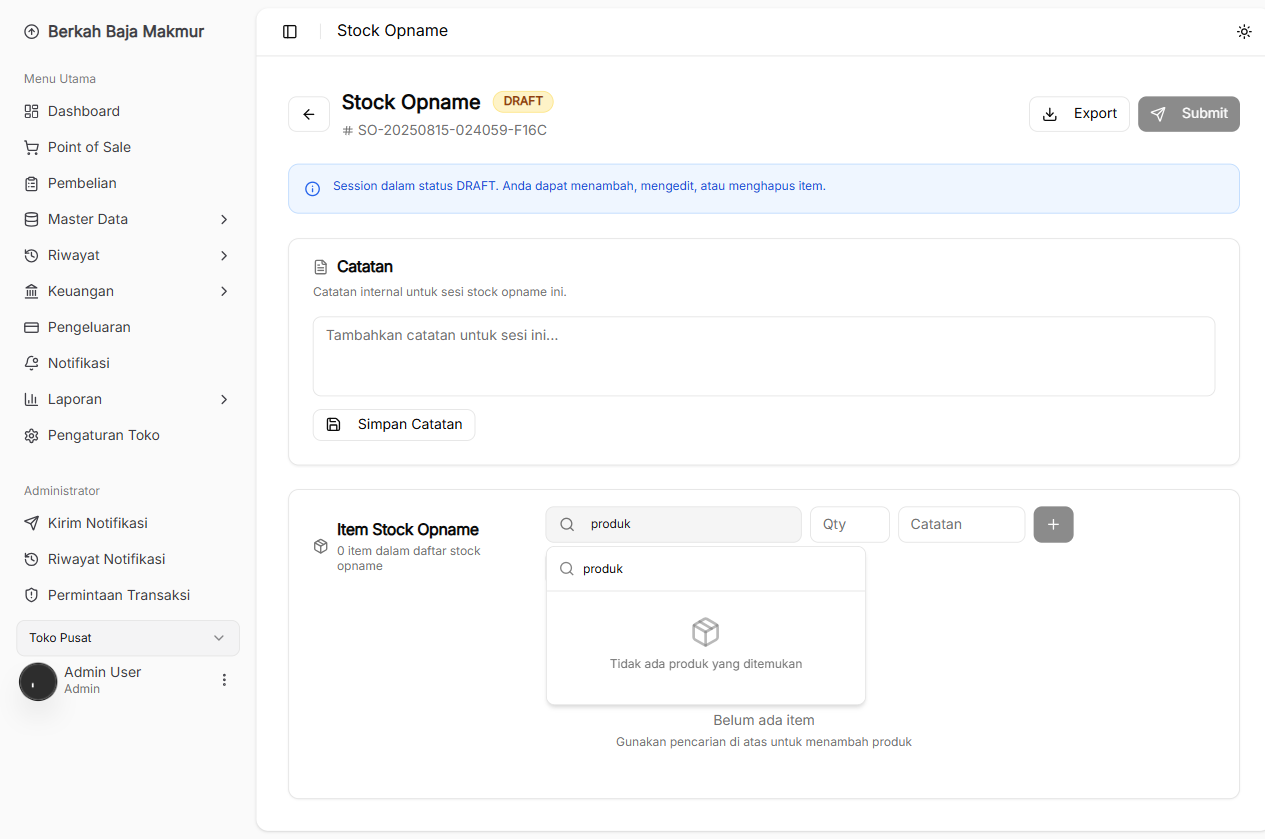 Berkah Baja Makmur
Menu Utama
Dashboard
Point of Sale
Pembelian
Master Data
Riwayat
Keuangan
Pengeluaran
Notifikasi
Laporan
Pengaturan Toko
Administrator
Kirim Notifikasi
Riwayat Notifikasi
Permintaan Transaksi
Toko Pusat
Admin User
Admin
Stock Opname
Stock Opname DRAFT
# SO-20250815-024059-F16C
Export
Submit
Session dalam status DRAFT. Anda dapat menambah, mengedit, atau menghapus item.
Catatan
Catatan internal untuk sesi stock opname ini.
Tambahkan catatan untuk sesi ini...
Simpan Catatan
Item Stock Opname
0 item dalam daftar stock
opname
produk
Qty
Catatan
produk
Tidak ada produk yang ditemukan
Belum ada item
Gunakan pencarian di atas untuk menambah produk